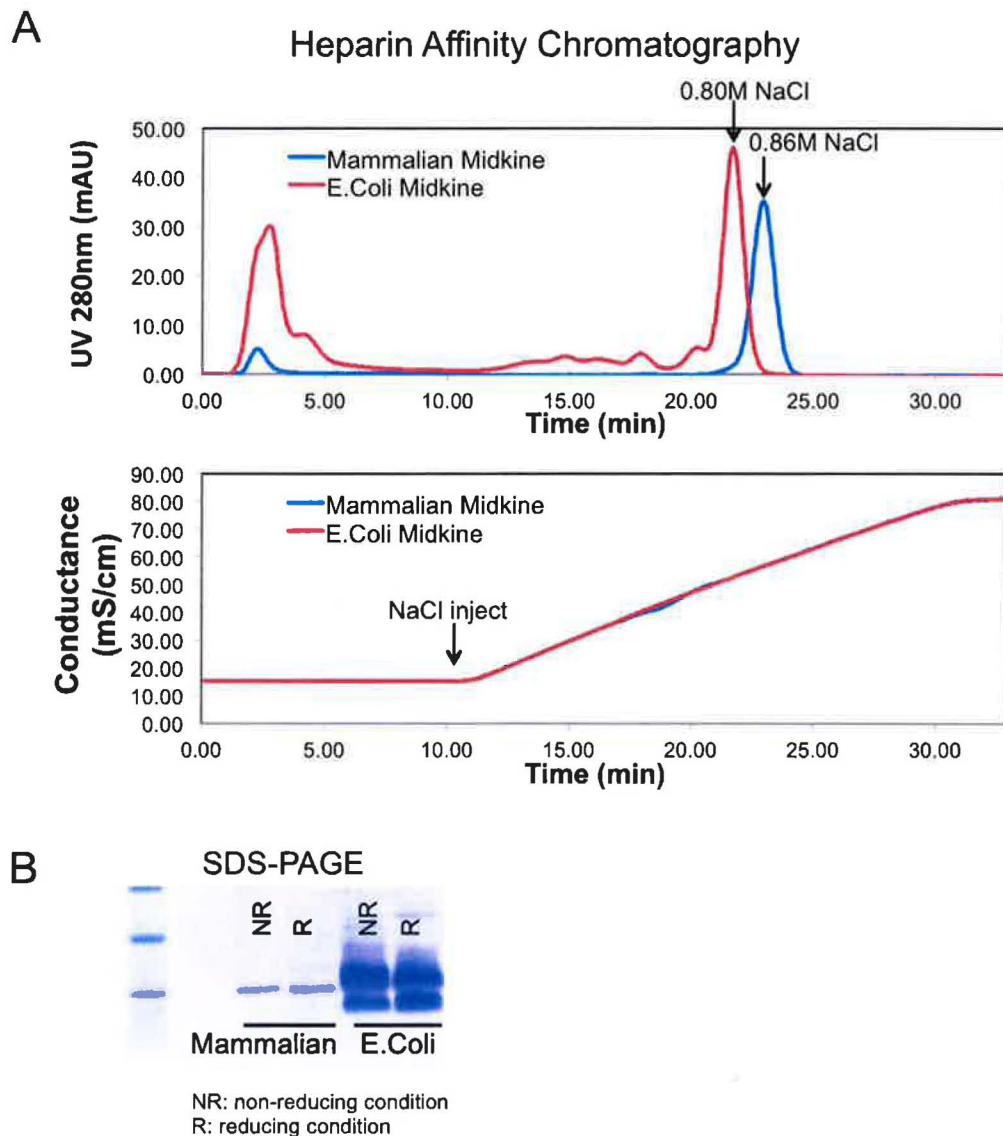 A
Heparin Affinity Chromatography
0.80M NaCl
0.86M NaCl
Mammalian Midkine
E.Coli Midkine
UV 280nm (mAU)
50.00
40.00
30.00
20.00
10.00
0.00
0.00 5.00 10.00 15.00 20.00 25.00 30.00
Time (min)
Mammalian Midkine
E.Coli Midkine
NaCl inject
Conductance
(mS/cm)
90.00
80.00
70.00
60.00
50.00
40.00
30.00
20.00
10.00
0.00
0.00 5.00 10.00 15.00 20.00 25.00 30.00
Time (min)
B
SDS-PAGE
NR R NR R
Mammalian E.Coli
NR: non-reducing condition
R: reducing condition